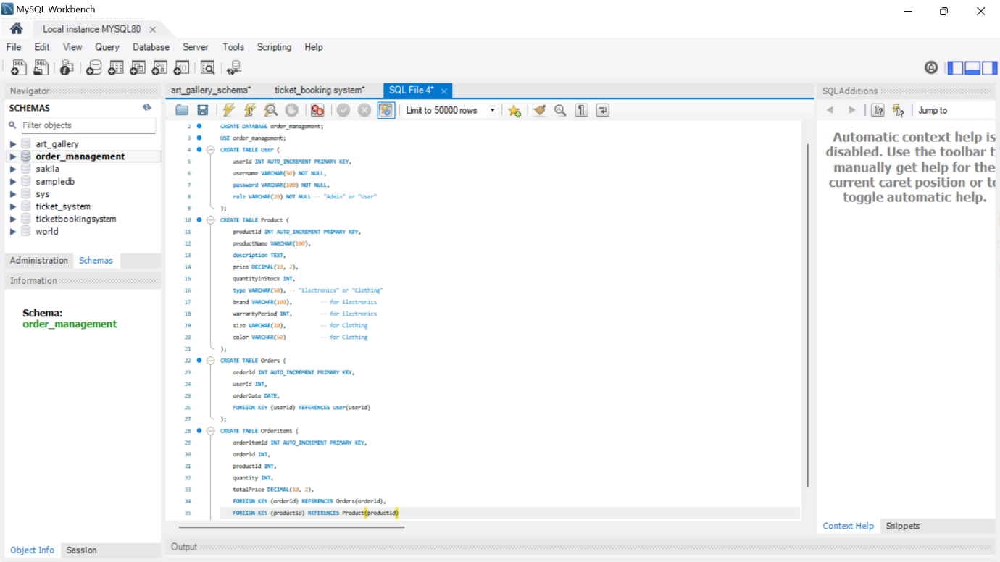 MySQL Workbench
Local instance MYSQL80
File Edit View Query Database Server Tools Scripting Help
Navigator
SCHEMAS
Filter objects
art_gallery
order_management
sakila
sampledb
sys
ticket_system
ticketbookingsystem
world
Administration Schemas
Information
Schema:
order_management
Object Info Session
art_gallery_schema* ticket_booking system* SQL File 4*
Limit to 50000 rows
2 CREATE DATABASE order_management;
3 USE order_management;
4 CREATE TABLE User (
5 userId INT AUTO_INCREMENT PRIMARY KEY,
6 username VARCHAR(50) NOT NULL,
7 password VARCHAR(100) NOT NULL,
8 role VARCHAR(20) NOT NULL -- "Admin" or "User"
9 );
10 CREATE TABLE Product (
11 productId INT AUTO_INCREMENT PRIMARY KEY,
12 productName VARCHAR(100),
13 description TEXT,
14 price DECIMAL(10, 2),
15 quantityInStock INT,
16 type VARCHAR(50), -- "Electronics" or "Clothing"
17 brand VARCHAR(100), -- for Electronics
18 warrantyPeriod INT, -- for Electronics
19 size VARCHAR(10), -- for Clothing
20 color VARCHAR(50) -- for Clothing
21 );
22 CREATE TABLE Orders (
23 orderId INT AUTO_INCREMENT PRIMARY KEY,
24 userId INT,
25 orderDate DATE,
26 FOREIGN KEY (userId) REFERENCES User(userId)
27 );
28 CREATE TABLE OrderItems (
29 orderItemId INT AUTO_INCREMENT PRIMARY KEY,
30 orderId INT,
31 productId INT,
32 quantity INT,
33 totalPrice DECIMAL(10, 2),
34 FOREIGN KEY (orderId) REFERENCES Orders(orderId),
35 FOREIGN KEY (productId) REFERENCES Product(productId)
Output
SQLAdditions
Jump to
Automatic context help is
disabled. Use the toolbar t
manually get help for the
current caret position or to
toggle automatic help.
Context Help Snippets